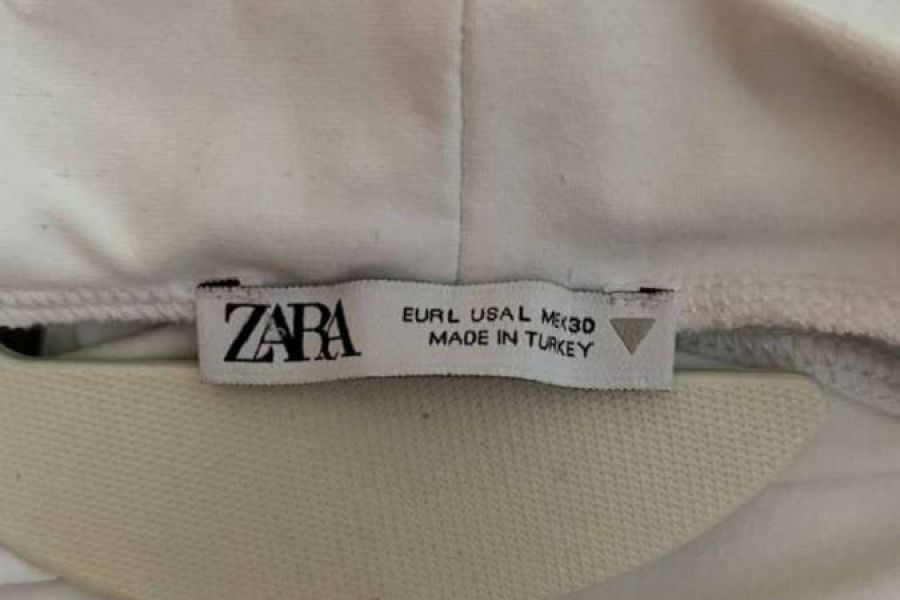 ZARA
EUR L USA L MEX 30
MADE IN TURKEY